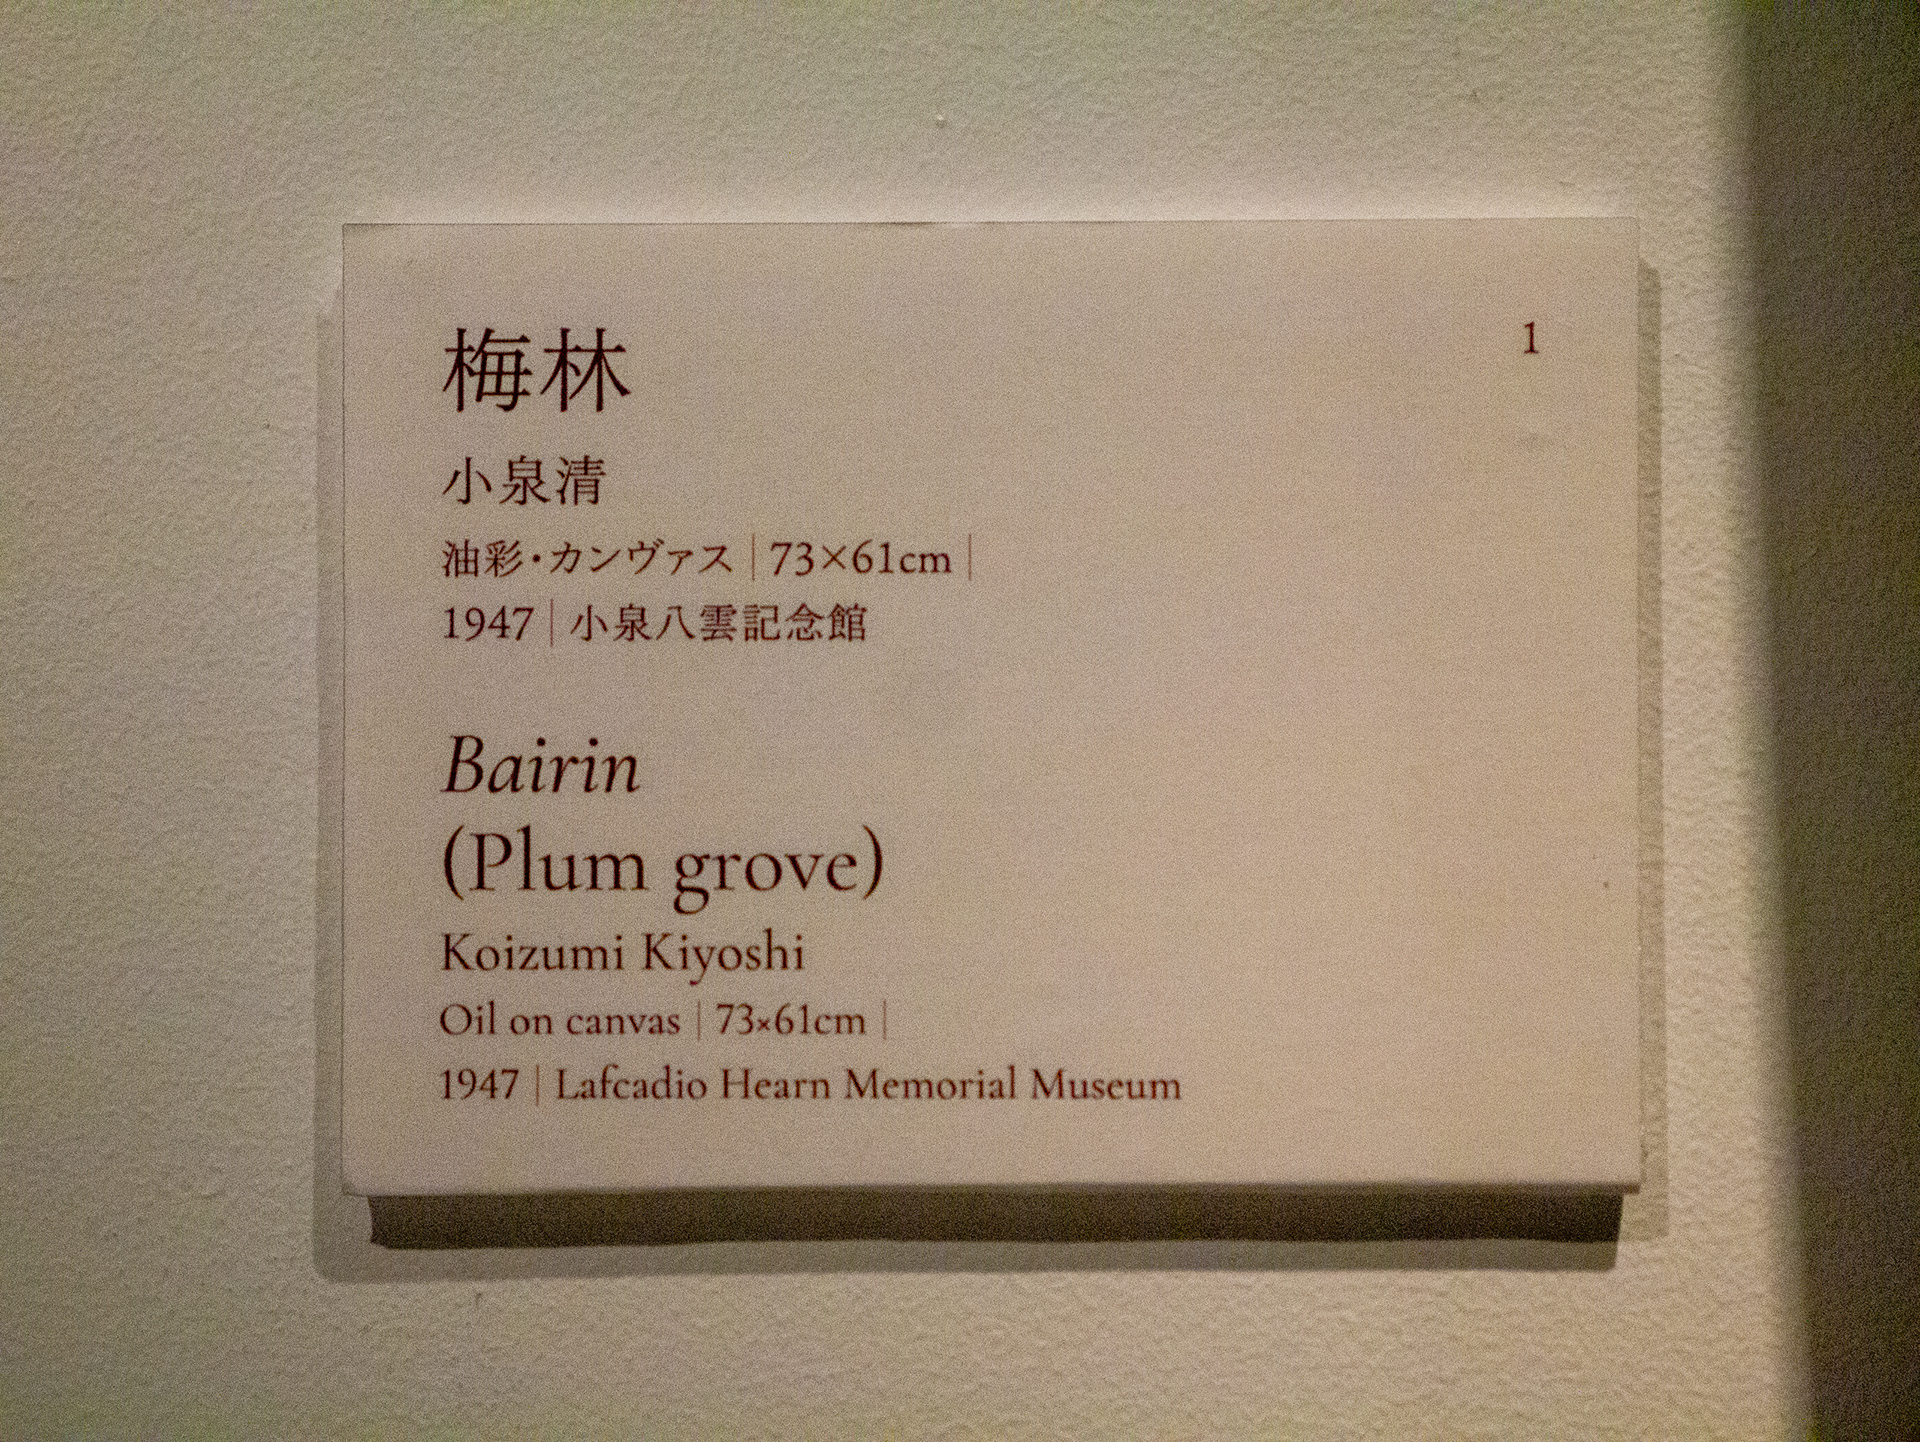 梅林
1
小泉清
油彩・カンヴァス｜73×61cm｜
1947｜小泉八雲記念館
Bairin
(Plum grove)
Koizumi Kiyoshi
Oil on canvas | 73×61cm |
1947 | Lafcadio Hearn Memorial Museum